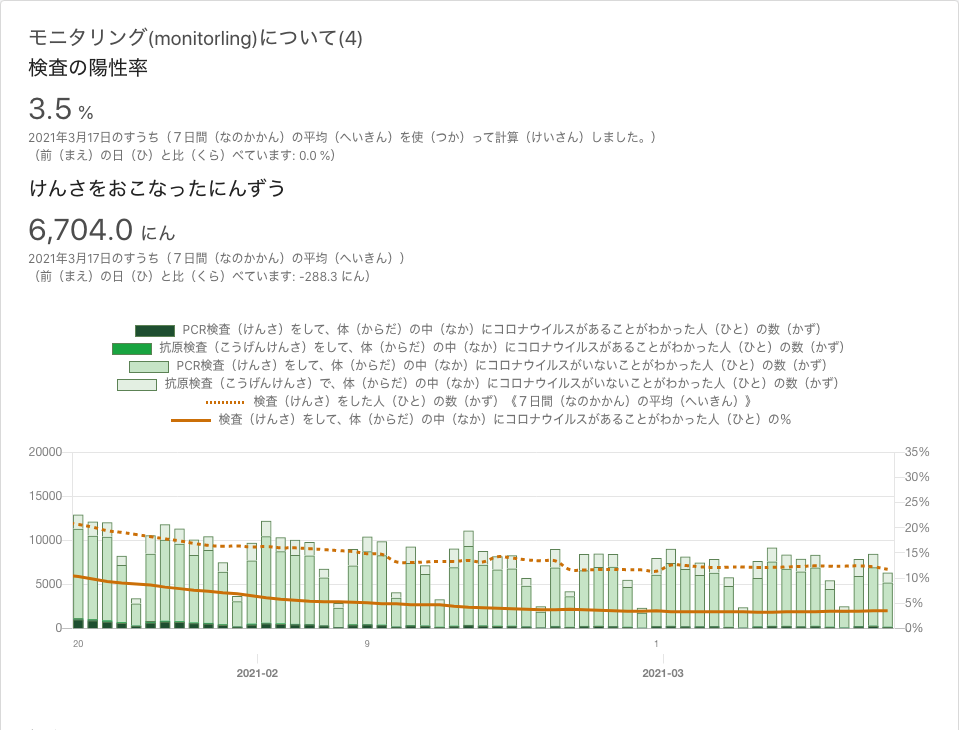 モニタリング(monitorling)について(4)
検査の陽性率
3.5 %
2021年3月17日のすうち（７日間（なのかかん）の平均（へいきん）を使（つか）って計算（けいさん）しました。）
（前（まえ）の日（ひ）と比（くら）べています: 0.0 %）
けんさをおこなったにんずう
6,704.0 にん
2021年3月17日のすうち（７日間（なのかかん）の平均（へいきん））
（前（まえ）の日（ひ）と比（くら）べています: -288.3 にん）
PCR検査（けんさ）をして、体（からだ）の中（なか）にコロナウイルスがあることがわかった人（ひと）の数（かず）
抗原検査（こうげんけんさ）をして、体（からだ）の中（なか）にコロナウイルスがあることがわかった人（ひと）の数（かず）
PCR検査（けんさ）をして、体（からだ）の中（なか）にコロナウイルスがいないことがわかった人（ひと）の数（かず）
抗原検査（こうげんけんさ）で、体（からだ）の中（なか）にコロナウイルスがいないことがわかった人（ひと）の数（かず）
検査（けんさ）をした人（ひと）の数（かず）《７日間（なのかかん）の平均（へいきん）》
検査（けんさ）をして、体（からだ）の中（なか）にコロナウイルスがあることがわかった人（ひと）の%
20000 35%
30%
15000 25%
20%
10000 15%
5000 10%
5%
0 0%
20 9 1
2021-02 2021-03